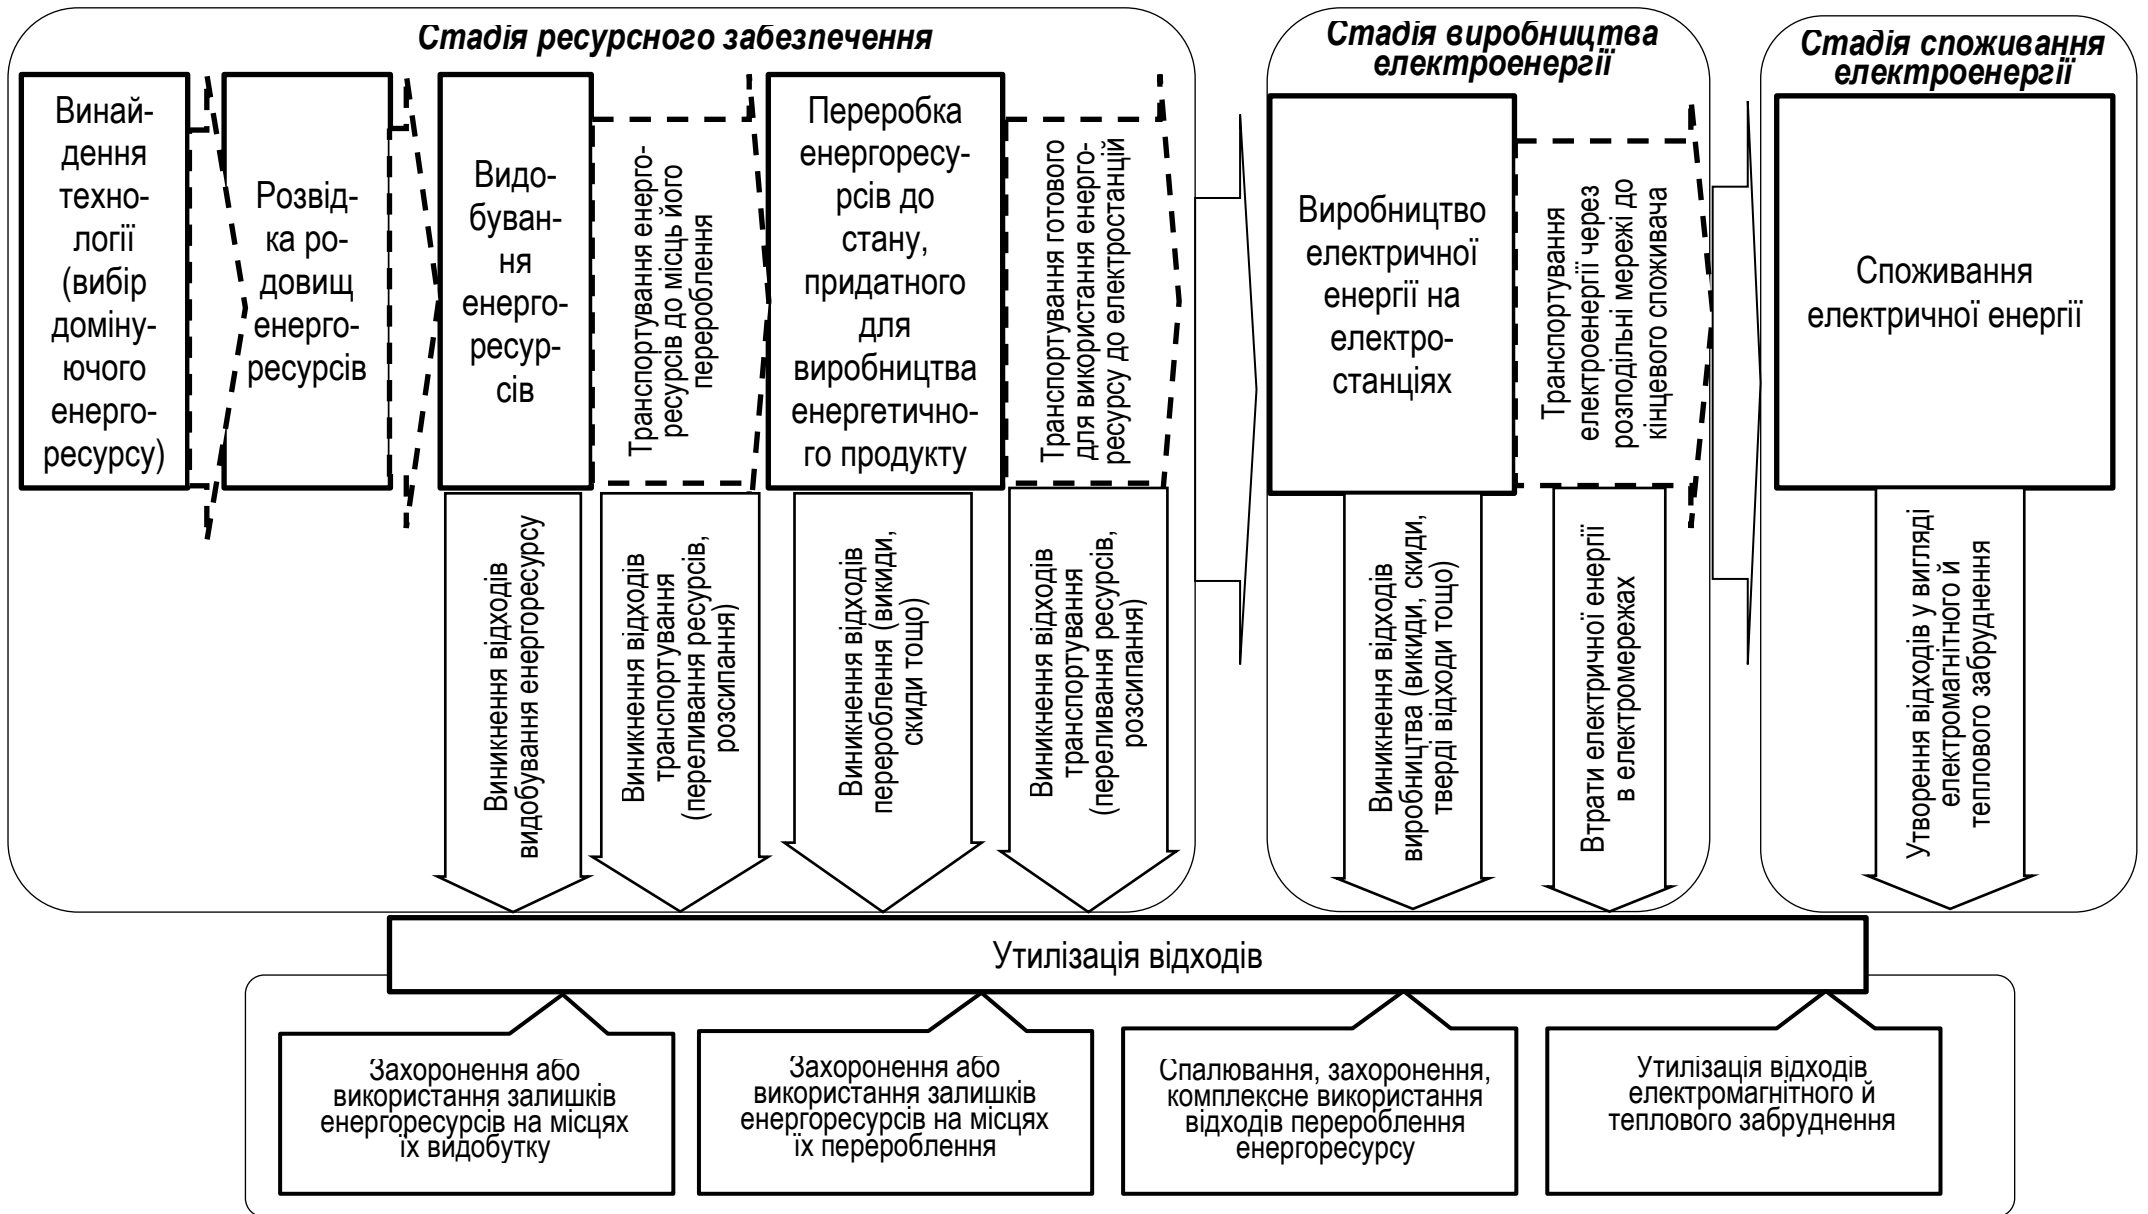 Стадія ресурсного забезпечення
Винай-
дення
техно-
логії
(вибір
доміну-
ючого
енерго-
ресурсу)
Розвід-
ка ро-
довищ
енерго-
ресурсів
Видо-
буван-
ня
енерго-
ресур-
сів
Транспортування енерго-
ресурсів до місць його
перероблення
Переробка
енергоресу-
рсів до
стану,
придатного
для
виробництва
енергетично-
го продукту
Транспортування готового
для використання енерго-
ресурсу до електростанцій
Стадія виробництва
електроенергії
Виробництво
електричної
енергії на
електро-
станціях
Транспортування
електроенергії через
розподільні мережі до
кінцевого споживача
Стадія споживання
електроенергії
Споживання
електричної енергії
Виникнення відходів
видобування енергоресурсу
Виникнення відходів
транспортування
(переливання ресурсів,
розсипання)
Виникнення відходів
перероблення (викиди,
скиди тощо)
Виникнення відходів
транспортування
(переливання ресурсів,
розсипання)
Виникнення відходів
виробництва (викиди, скиди,
тверді відходи тощо)
Втрати електричної енергії
в електромережах
Утворення відходів у вигляді
електромагнітного й
теплового забруднення
Утилізація відходів
Захоронення або
використання залишків
енергоресурсів на місцях
їх видобутку
Захоронення або
використання залишків
енергоресурсів на місцях
їх перероблення
Спалювання, захоронення,
комплексне використання
відходів перероблення
енергоресурсу
Утилізація відходів
електромагнітного й
теплового забруднення